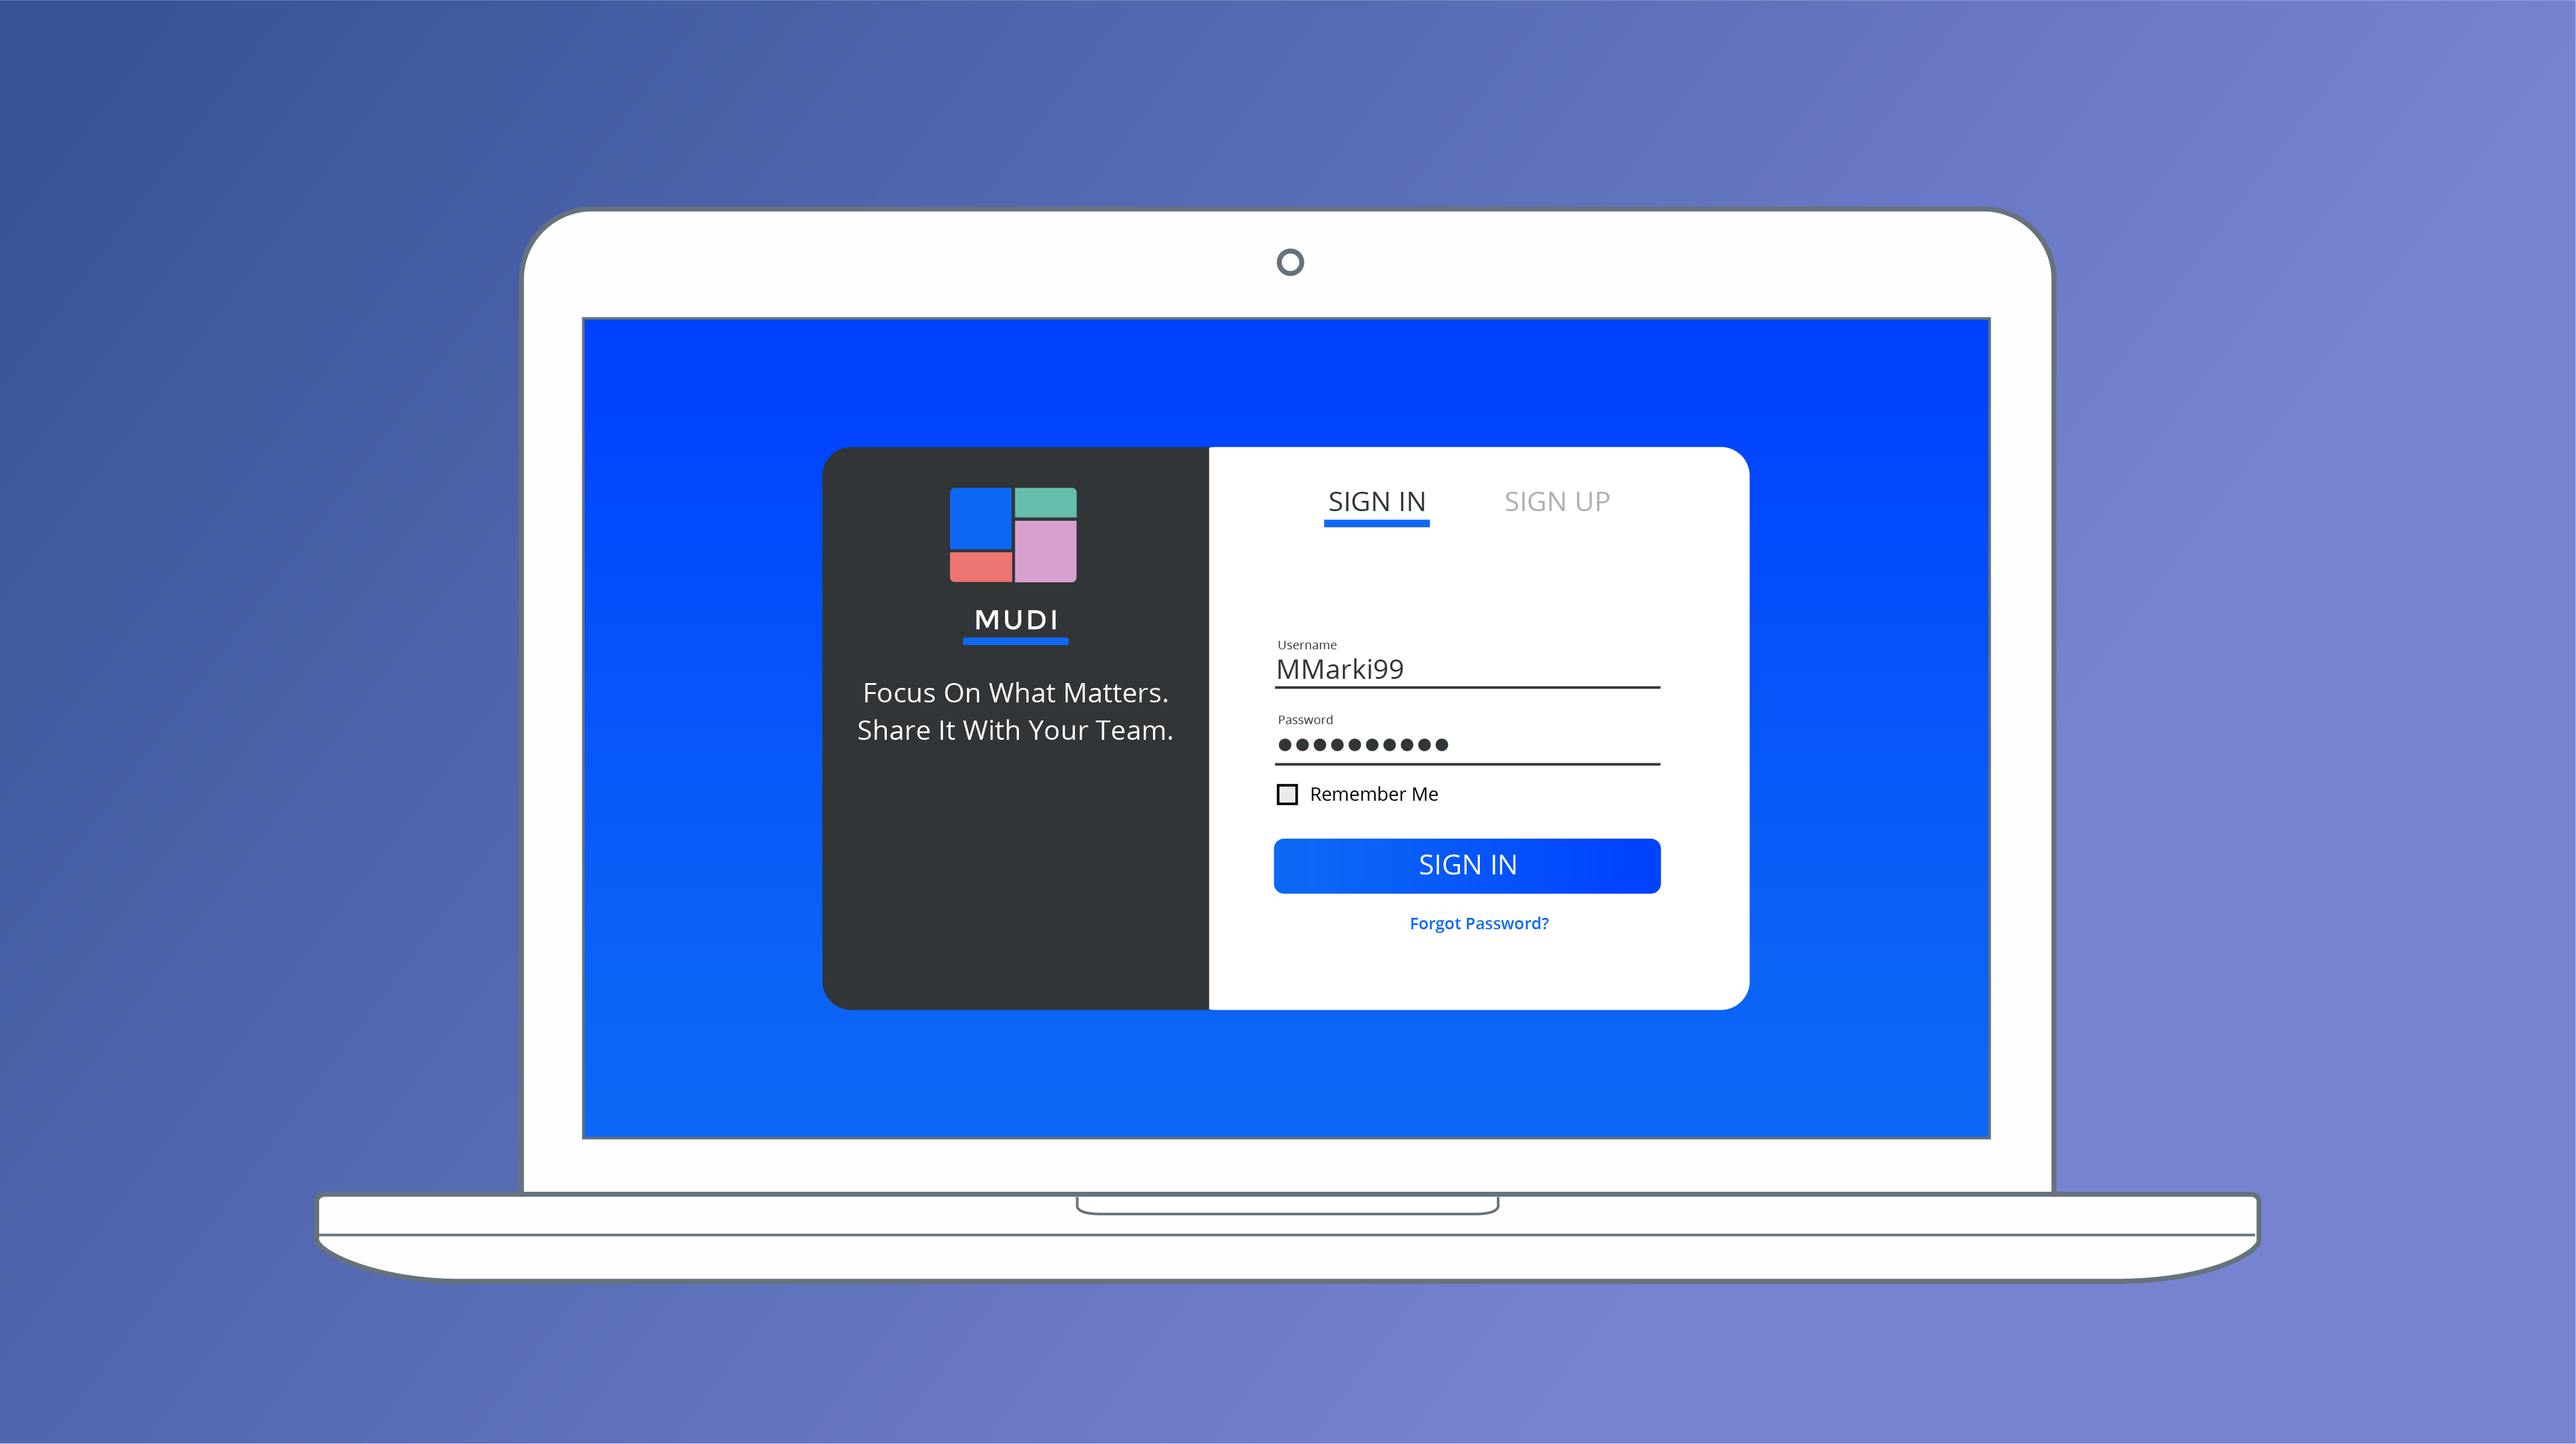 MUDI
Focus On What Matters.
Share It With Your Team.
SIGN IN
SIGN UP
Username
MMarki99
Password
●●●●●●●●●●
Remember Me
SIGN IN
Forgot Password?